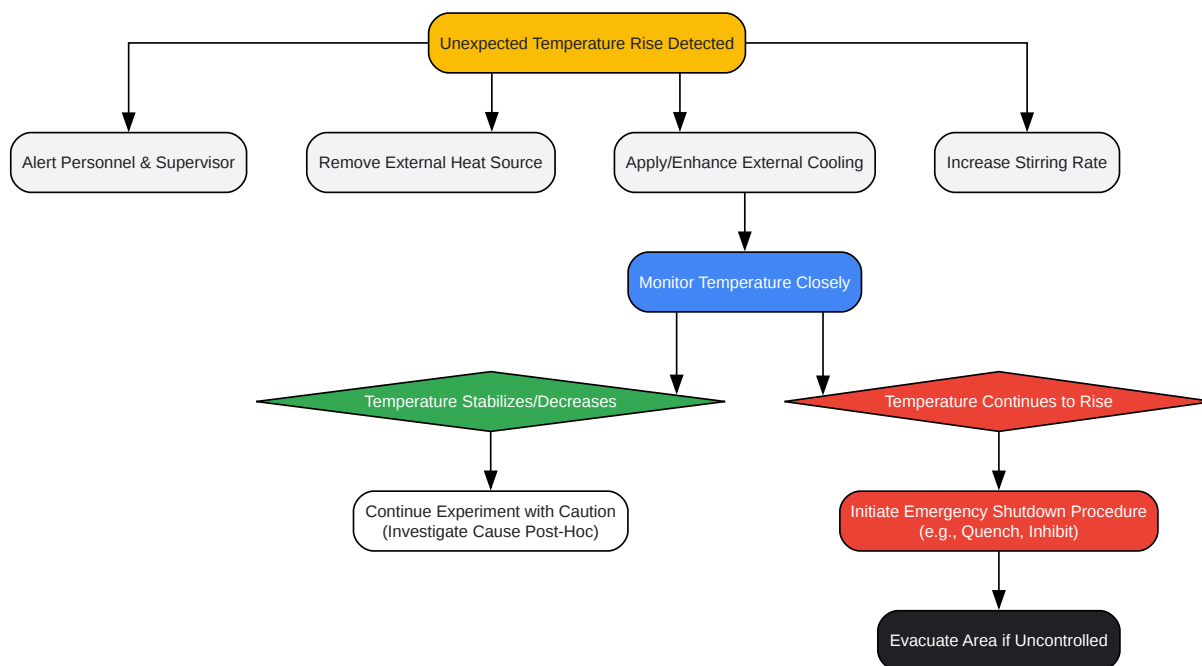 Unexpected Temperature Rise Detected
Alert Personnel & Supervisor
Remove External Heat Source
Apply/Enhance External Cooling
Increase Stirring Rate
Monitor Temperature Closely
Temperature Stabilizes/Decreases
Temperature Continues to Rise
Continue Experiment with Caution
(Investigate Cause Post-Hoc)
Initiate Emergency Shutdown Procedure
(e.g., Quench, Inhibit)
Evacuate Area if Uncontrolled